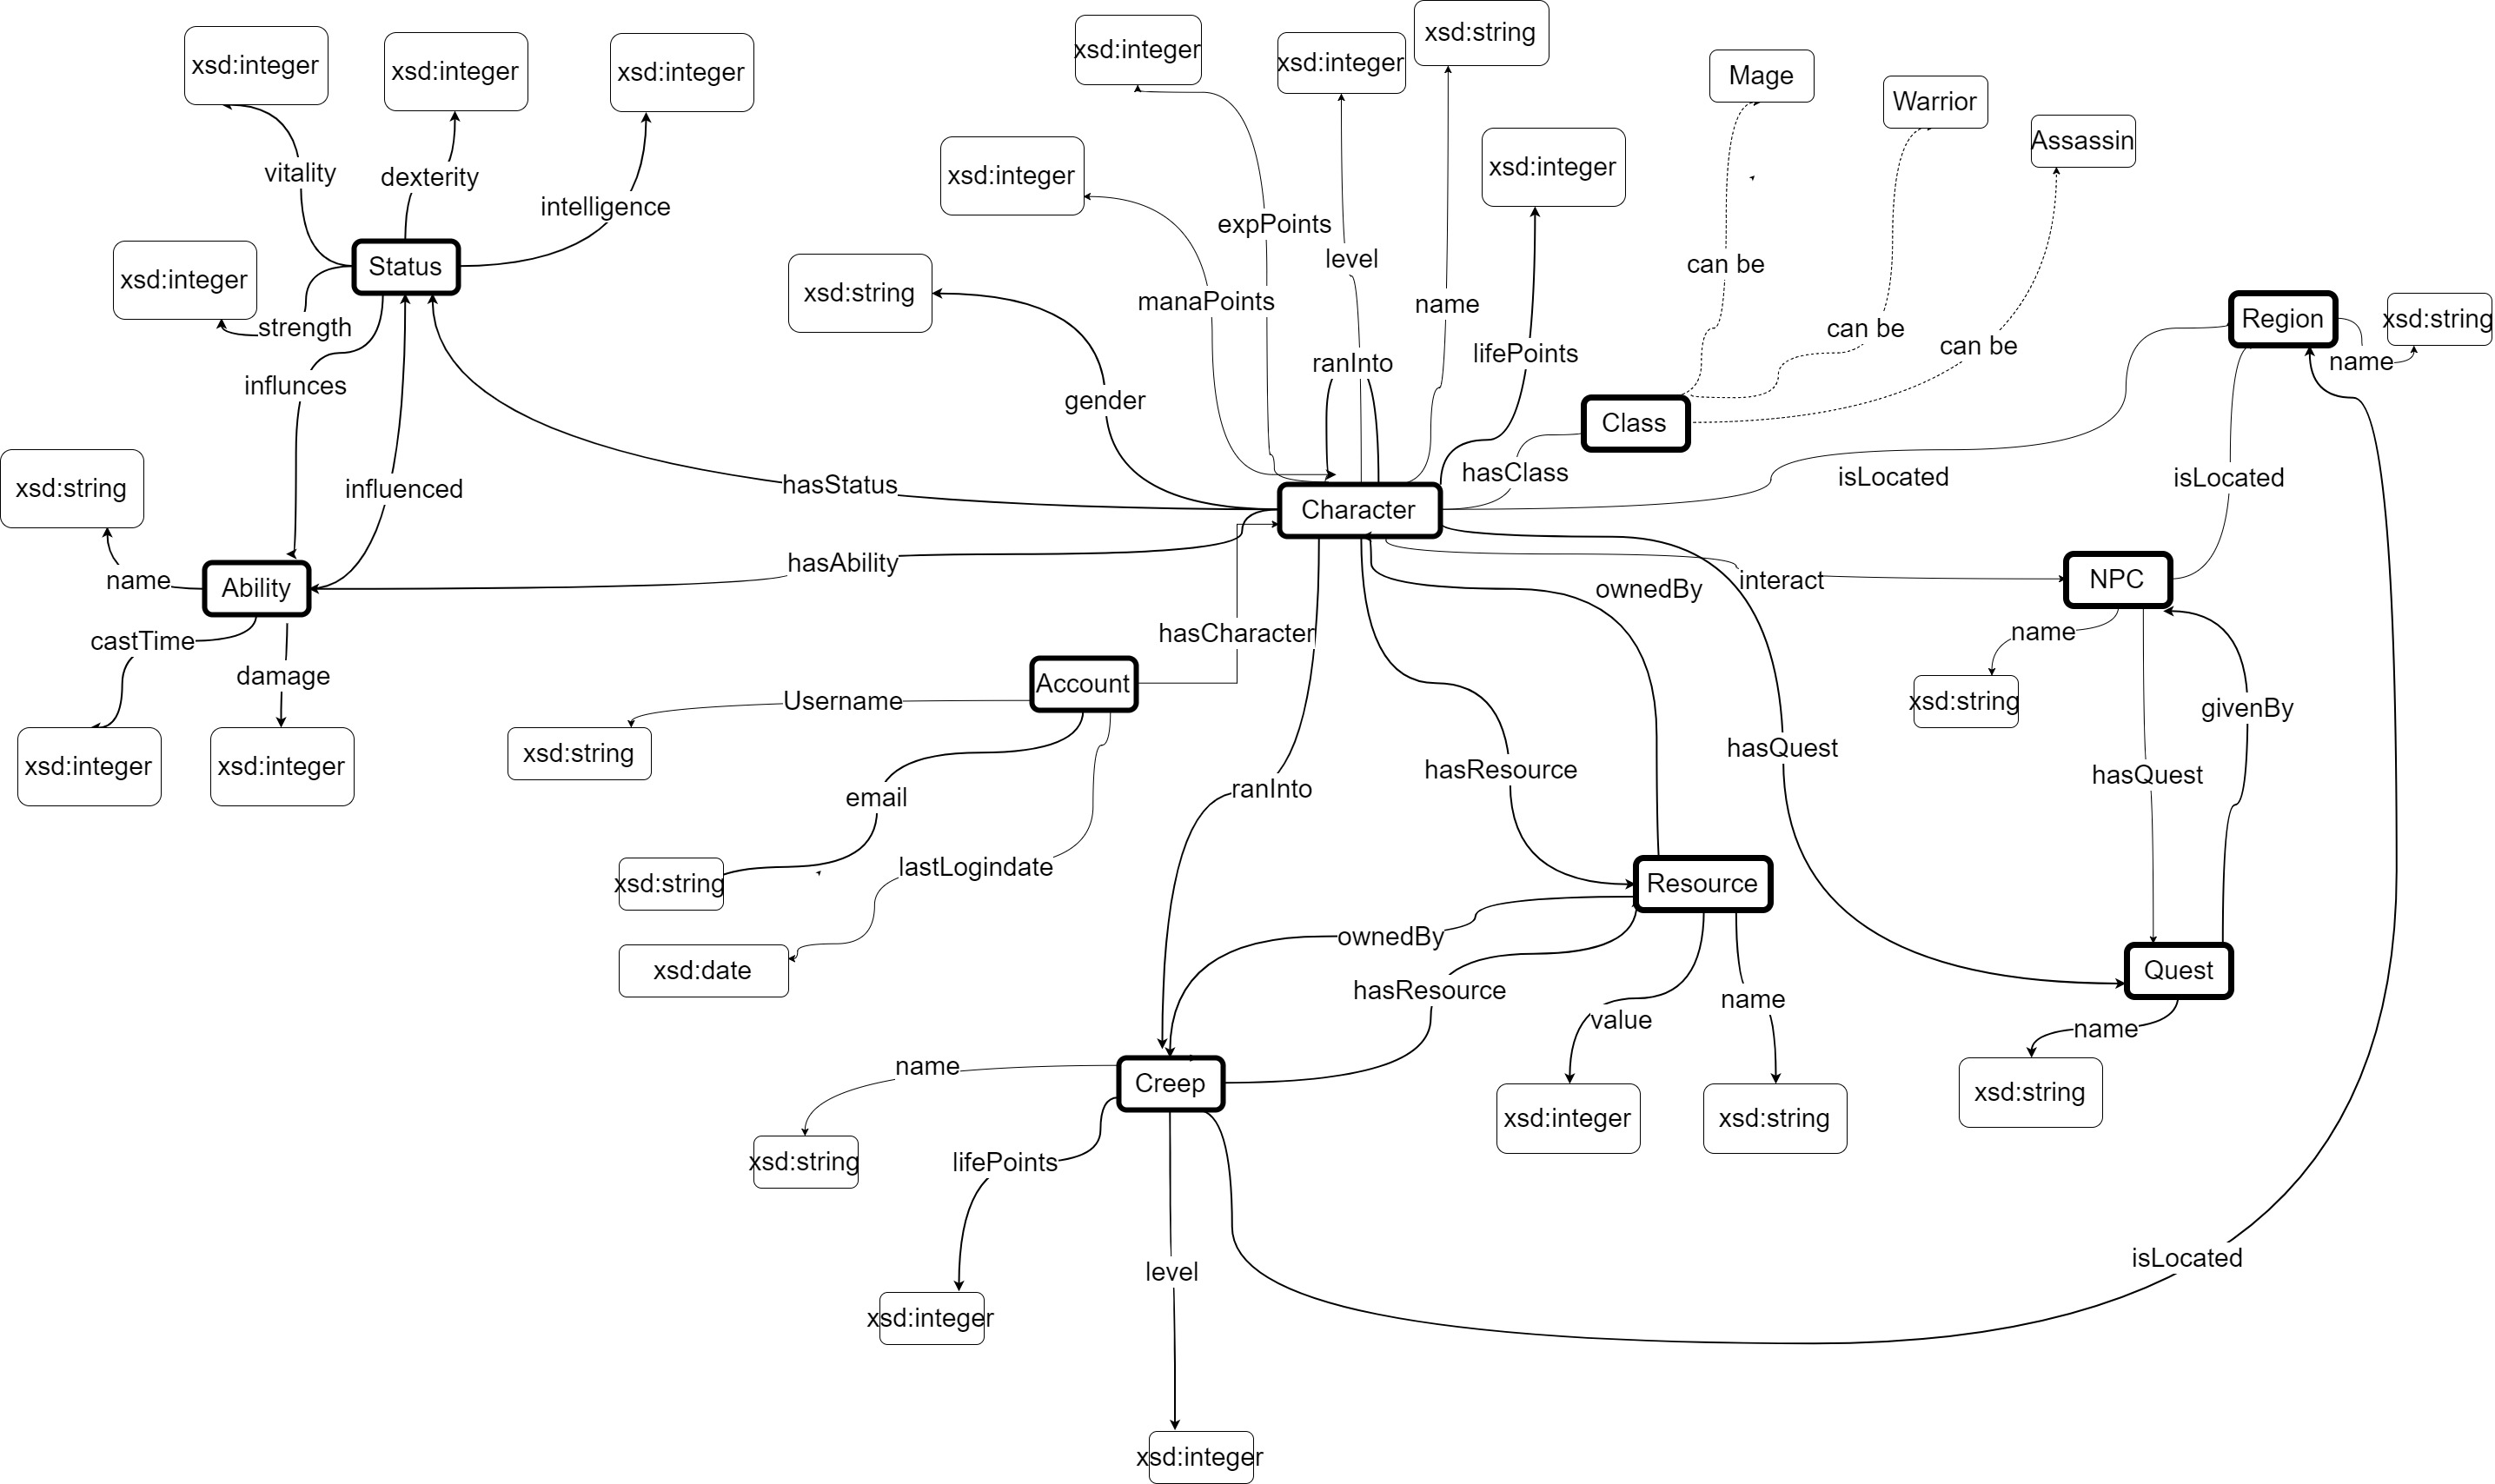 xsd:string
xsd:integer
xsd:integer
xsd:integer
xsd:integer
xsd:integer
xsd:integer
Mage
Warrior
Assassin
xsd:integer
xsd:integer
vitality
dexterity
intelligence
expPoints
level
can be
Status
xsd:integer
xsd:string
manaPoints
name
Region
xsd:string
strength
can be
can be
name
influnces
ranInto
lifePoints
gender
Class
hasClass
isLocated
isLocated
xsd:string
influenced
hasStatus
Character
hasAbility
name
Ability
ownedBy
interact
NPC
castTime
hasCharacter
name
damage
Account
Username
xsd:string
givenBy
xsd:string
xsd:integer
xsd:integer
email
ranInto
hasResource
hasQuest
hasQuest
lastLogindate
xsd:string
Resource
ownedBy
xsd:date
Quest
hasResource
value
name
name
name
Creep
xsd:integer
xsd:string
xsd:string
xsd:string
lifePoints
level
isLocated
xsd:integer
xsd:integer